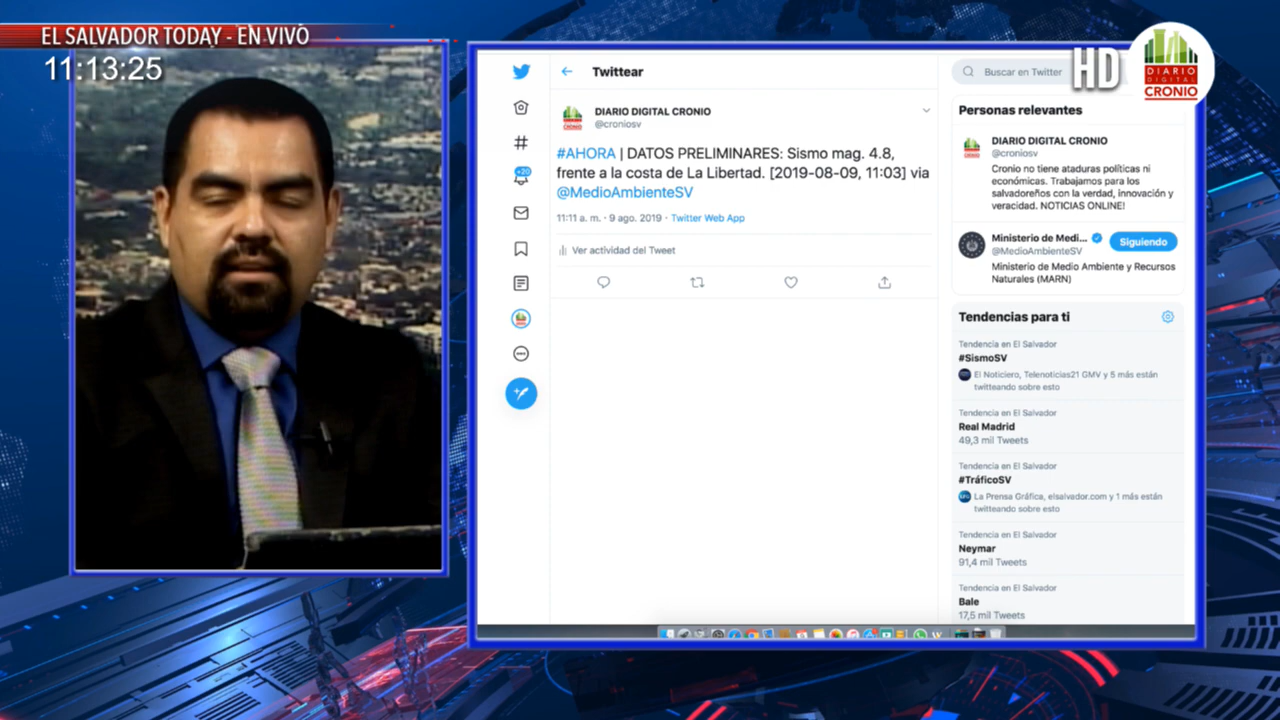 EL SALVADOR TODAY - EN VIVO
11:13:25
HD
DIARIO
DIGITAL
CRONIO
Twittear
Buscar en Twitter
DIARIO DIGITAL CRONIO
@croniosv
#AHORA | DATOS PRELIMINARES: Sismo mag. 4.8,
frente a la costa de La Libertad. [2019-08-09, 11:03] via
@MedioAmbienteSV
11:11 a. m. · 9 ago. 2019 · Twitter Web App
Ver actividad del Tweet
+20
Personas relevantes
DIARIO DIGITAL CRONIO
@croniosv
Cronio no tiene ataduras políticas ni
económicas. Trabajamos para los
salvadoreños con la verdad, innovación y
veracidad. NOTICIAS ONLINE!
Ministerio de Medi...
Siguiendo
@MedioAmbienteSV
Ministerio de Medio Ambiente y Recursos
Naturales (MARN)
Tendencias para ti
Tendencia en El Salvador
#SismoSV
El Noticiero, Telenoticias21 GMV y 5 más están
twitteando sobre esto
Tendencia en El Salvador
Real Madrid
49,3 mil Tweets
Tendencia en El Salvador
#TráficoSV
La Prensa Gráfica, elsalvador.com y 1 más están
twitteando sobre esto
Tendencia en El Salvador
Neymar
91,4 mil Tweets
Tendencia en El Salvador
Bale
17,5 mil Tweets